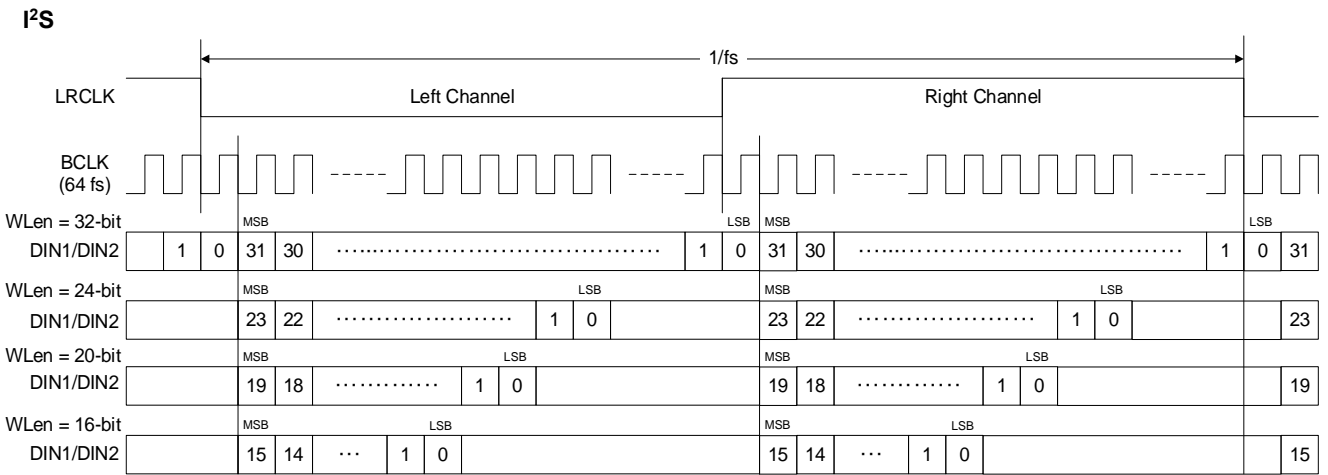 I²S
1/fs
LRCLK Left Channel Right Channel
BCLK
(64 fs)
WLen = 32-bit MSB LSB MSB LSB
DIN1/DIN2 1 0 31 30 ………………………………… 1 0 31 30 ………………………………… 1 0 31
WLen = 24-bit MSB LSB MSB LSB
DIN1/DIN2 23 22 …………………… 1 0 23 22 …………………… 1 0 23
WLen = 20-bit MSB LSB MSB LSB
DIN1/DIN2 19 18 ………….. 1 0 19 18 ………….. 1 0 19
WLen = 16-bit MSB LSB MSB LSB
DIN1/DIN2 15 14 … 1 0 15 14 … 1 0 15